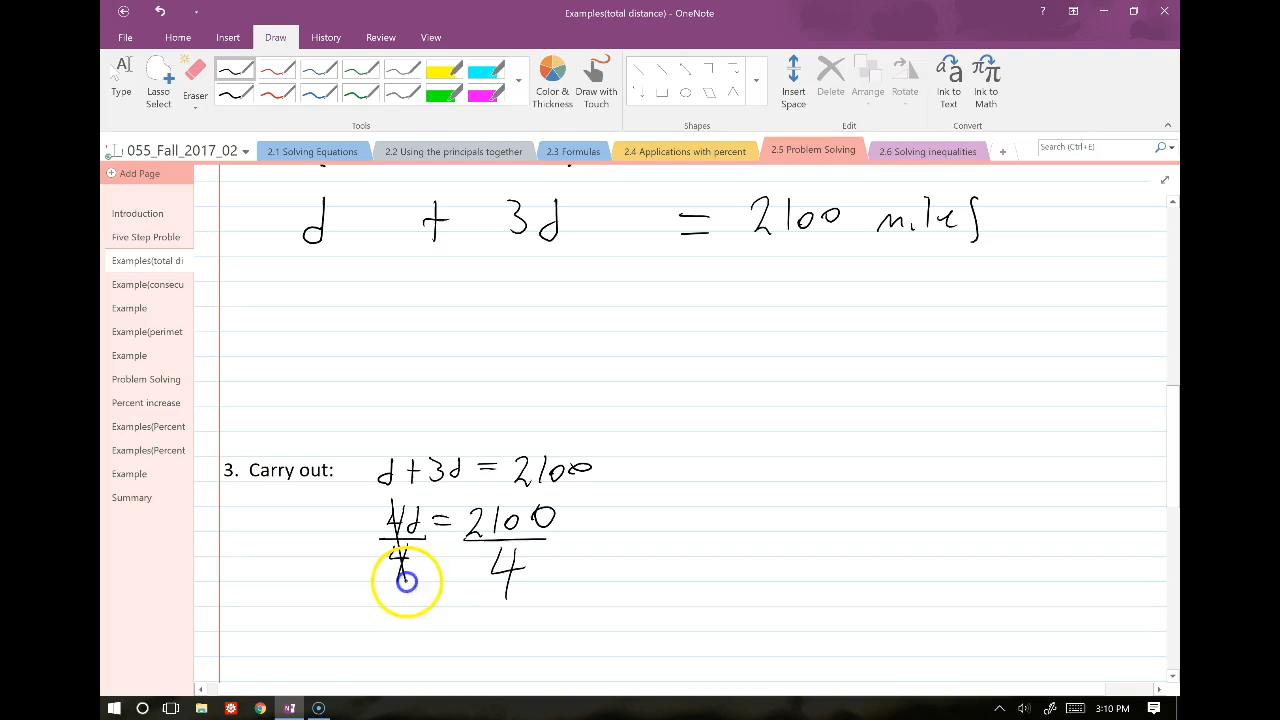 Examples(total distance) - OneNote
?
File Home Insert Draw History Review View
Type
Lasso Select
Eraser
Color & Thickness
Draw with Touch
Insert Space
Delete
Arrange
Rotate
Ink to Text
Ink to Math
Tools
Shapes
Edit
Convert
055_Fall_2017_02
2.1 Solving Equations
2.2 Using the principals together
2.3 Formulas
2.4 Applications with percent
2.5 Problem Solving
2.6 Solving inequalities
Search (Ctrl+E)
Add Page
Introduction
Five Step Proble
Examples(total di
Example(consecu
Example
Example(perimet
Example
Problem Solving
Percent increase
Examples(Percent
Examples(Percent
Example
Summary
d + 3d = 2100 miles
3. Carry out: d + 3d = 2100
4d = 2100
4 4
3:10 PM